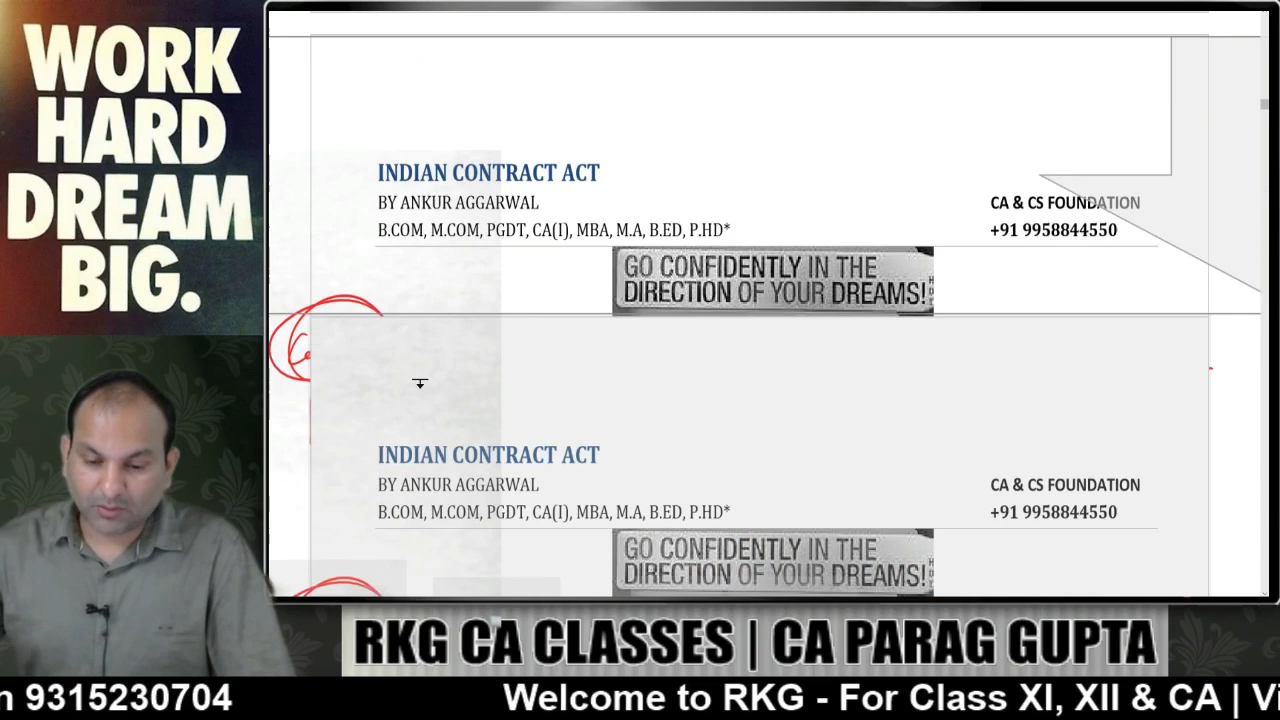 WORK
HARD
DREAM
BIG.
INDIAN CONTRACT ACT
BY ANKUR AGGARWAL
B.COM, M.COM, PGDT, CA(I), MBA, M.A, B.ED, P.HD*
CA & CS FOUNDATION
+91 9958844550
GO CONFIDENTLY IN THE
DIRECTION OF YOUR DREAMS!
INDIAN CONTRACT ACT
BY ANKUR AGGARWAL
B.COM, M.COM, PGDT, CA(I), MBA, M.A, B.ED, P.HD*
CA & CS FOUNDATION
+91 9958844550
GO CONFIDENTLY IN THE
DIRECTION OF YOUR DREAMS!
RKG CA CLASSES | CA PARAG GUPTA
n 9315230704 Welcome to RKG - For Class XI, XII & CA | Vi